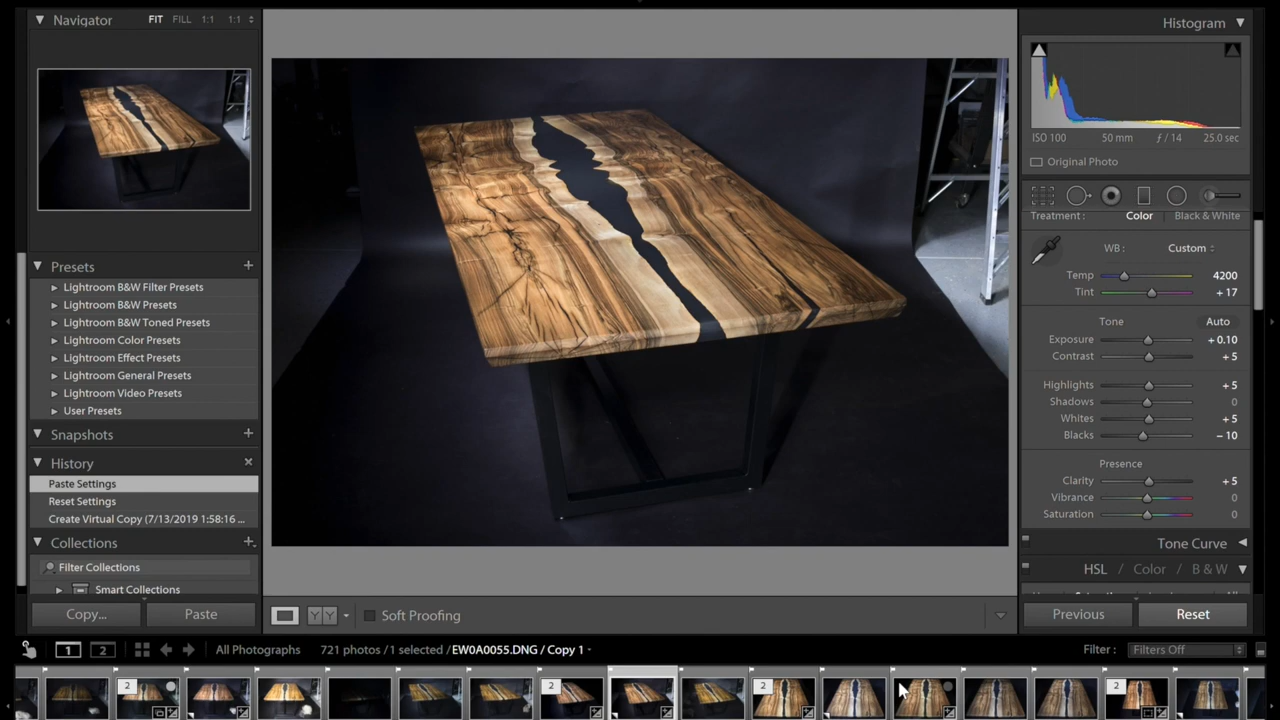 Navigator FIT FILL 1:1 1:1
Presets
Lightroom B&W Filter Presets
Lightroom B&W Presets
Lightroom B&W Toned Presets
Lightroom Color Presets
Lightroom Effect Presets
Lightroom General Presets
Lightroom Video Presets
User Presets
Snapshots
History
Paste Settings
Reset Settings
Create Virtual Copy (7/13/2019 1:58:16 ...
Collections
Filter Collections
Smart Collections
Copy... Paste
Soft Proofing
Histogram
ISO 100 50 mm ƒ / 14 25.0 sec
Original Photo
Treatment : Color Black & White
WB : Custom
Temp 4200
Tint + 17
Tone Auto
Exposure + 0.10
Contrast + 5
Highlights + 5
Shadows 0
Whites + 5
Blacks – 10
Presence
Clarity + 5
Vibrance 0
Saturation 0
Tone Curve
HSL / Color / B & W
Previous Reset
1 2 All Photographs 721 photos / 1 selected / EW0A0055.DNG / Copy 1 Filter : Filters Off
2 2 2 2